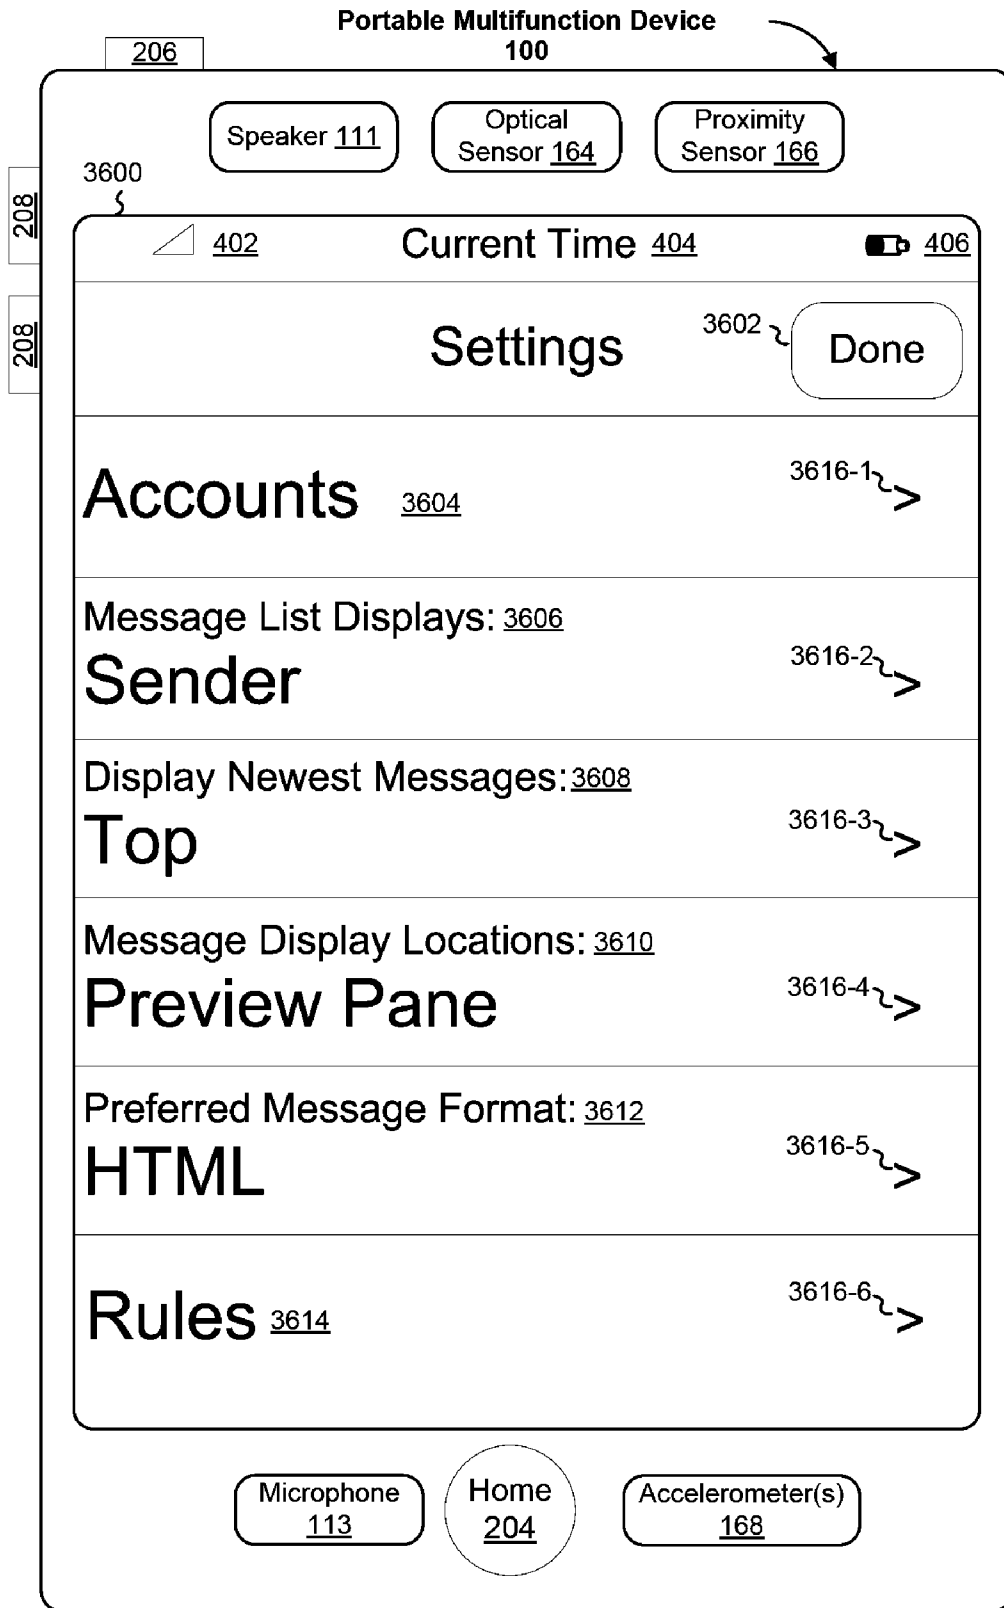 Portable Multifunction Device
100
206
Speaker 111
Optical
Sensor 164
Proximity
Sensor 166
3600
208
208
402
Current Time 404
406
Settings
3602
Done
Accounts 3604
3616-1
>
Message List Displays: 3606
Sender
3616-2
>
Display Newest Messages: 3608
Top
3616-3
>
Message Display Locations: 3610
Preview Pane
3616-4
>
Preferred Message Format: 3612
HTML
3616-5
>
Rules 3614
3616-6
>
Microphone
113
Home
204
Accelerometer(s)
168